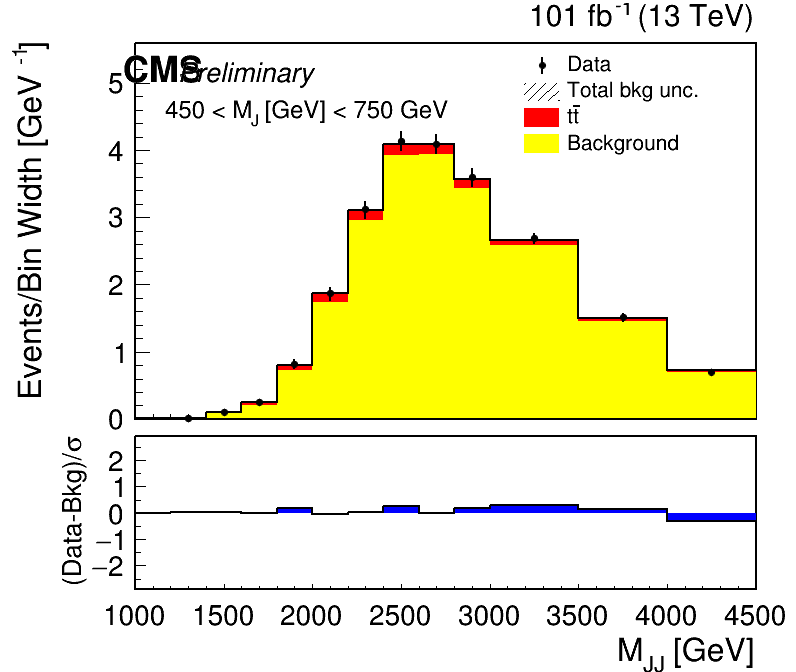 101 fb⁻¹ (13 TeV)
CMS Preliminary
450 < M_J [GeV] < 750 GeV
Data
Total bkg unc.
tt̄
Background
Events/Bin Width [GeV⁻¹]
5
4
3
2
1
0
(Data-Bkg)/σ
2
1
0
−1
−2
1000 1500 2000 2500 3000 3500 4000 4500
M_JJ [GeV]